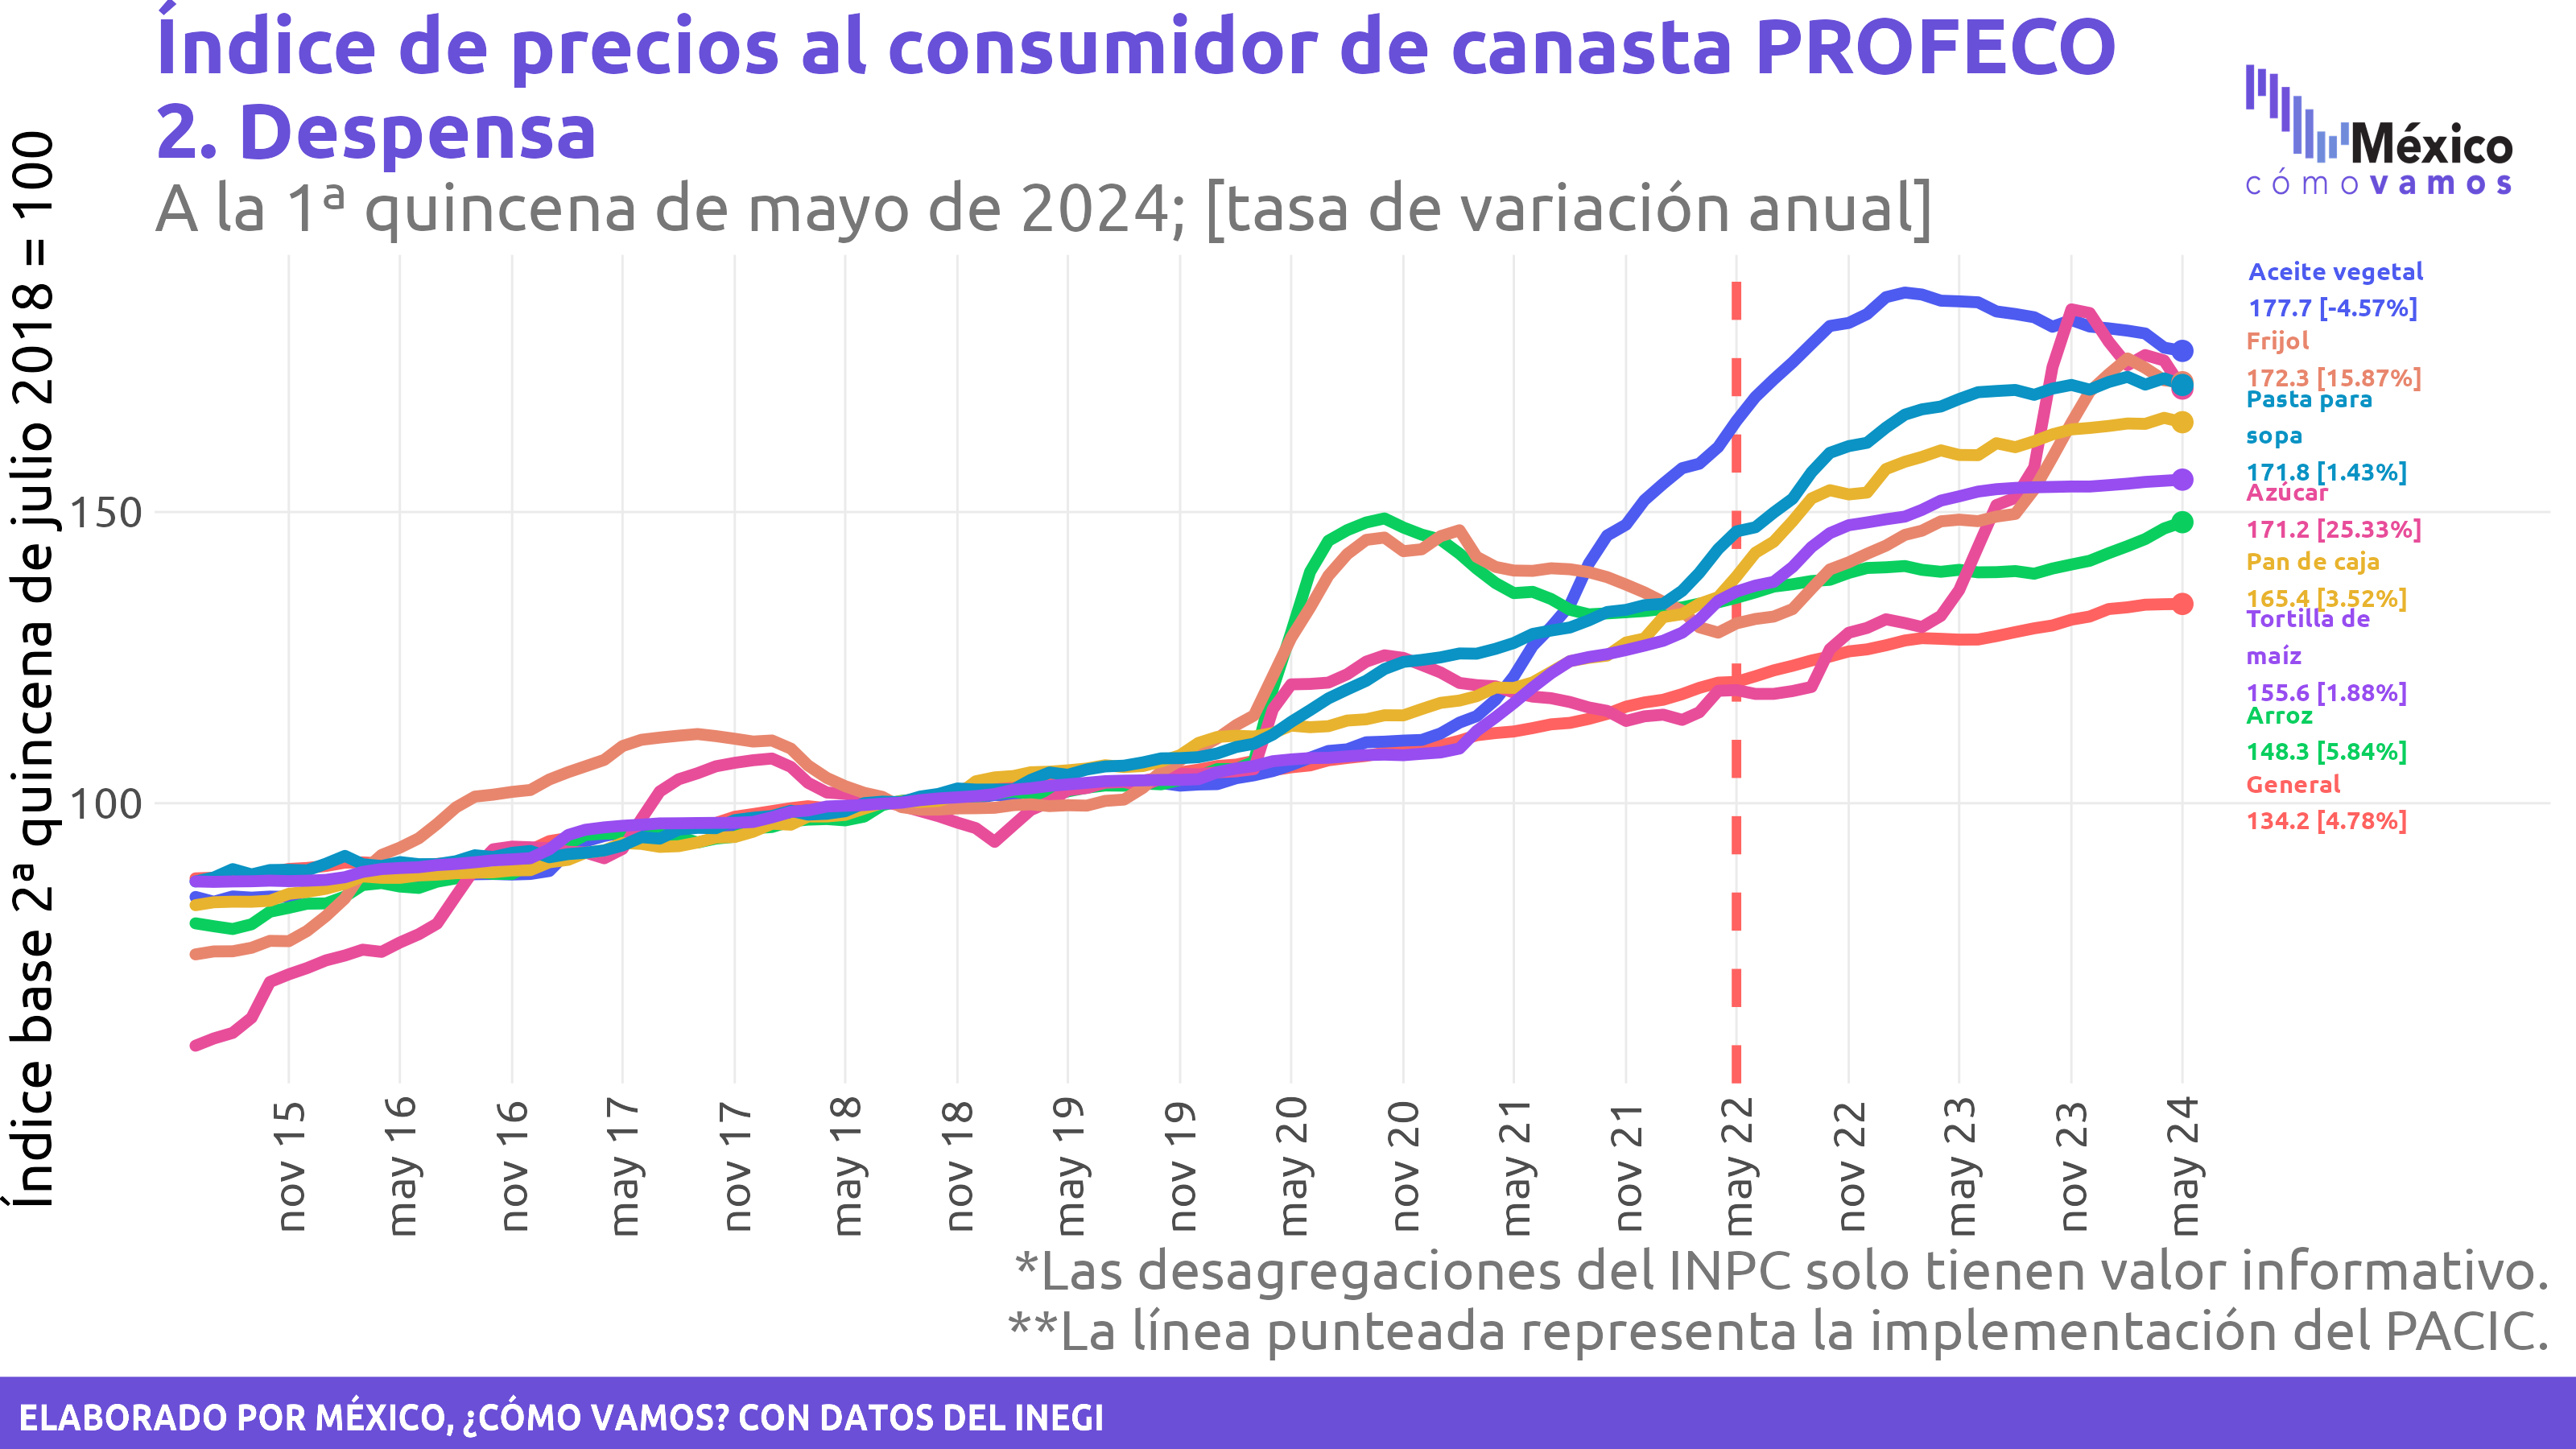 Índice de precios al consumidor de canasta PROFECO
2. Despensa
A la 1ª quincena de mayo de 2024; [tasa de variación anual]
México
cómo vamos
Índice base 2ª quincena de julio 2018 = 100
150
100
Aceite vegetal
177.7 [-4.57%]
Frijol
172.3 [15.87%]
Pasta para
sopa
171.8 [1.43%]
Azúcar
171.2 [25.33%]
Pan de caja
165.4 [3.52%]
Tortilla de
maíz
155.6 [1.88%]
Arroz
148.3 [5.84%]
General
134.2 [4.78%]
nov 15
may 16
nov 16
may 17
nov 17
may 18
nov 18
may 19
nov 19
may 20
nov 20
may 21
nov 21
may 22
nov 22
may 23
nov 23
may 24
*Las desagregaciones del INPC solo tienen valor informativo.
**La línea punteada representa la implementación del PACIC.
ELABORADO POR MÉXICO, ¿CÓMO VAMOS? CON DATOS DEL INEGI